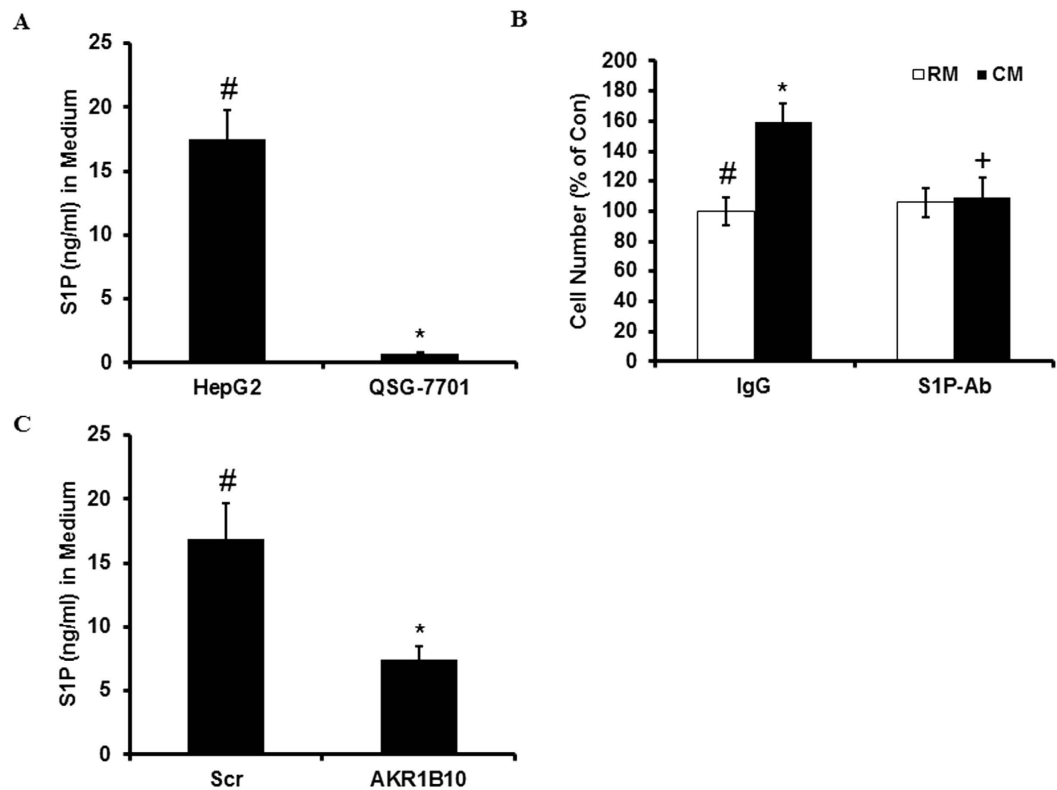 A
S1P (ng/ml) in Medium
25
20
15
10
5
0
#
*
HepG2
QSG-7701
B
Cell Number (% of Con)
200
180
160
140
120
100
80
60
40
20
0
RM
CM
#
*
+
IgG
S1P-Ab
C
S1P (ng/ml) in Medium
25
20
15
10
5
0
#
*
Scr
AKR1B10